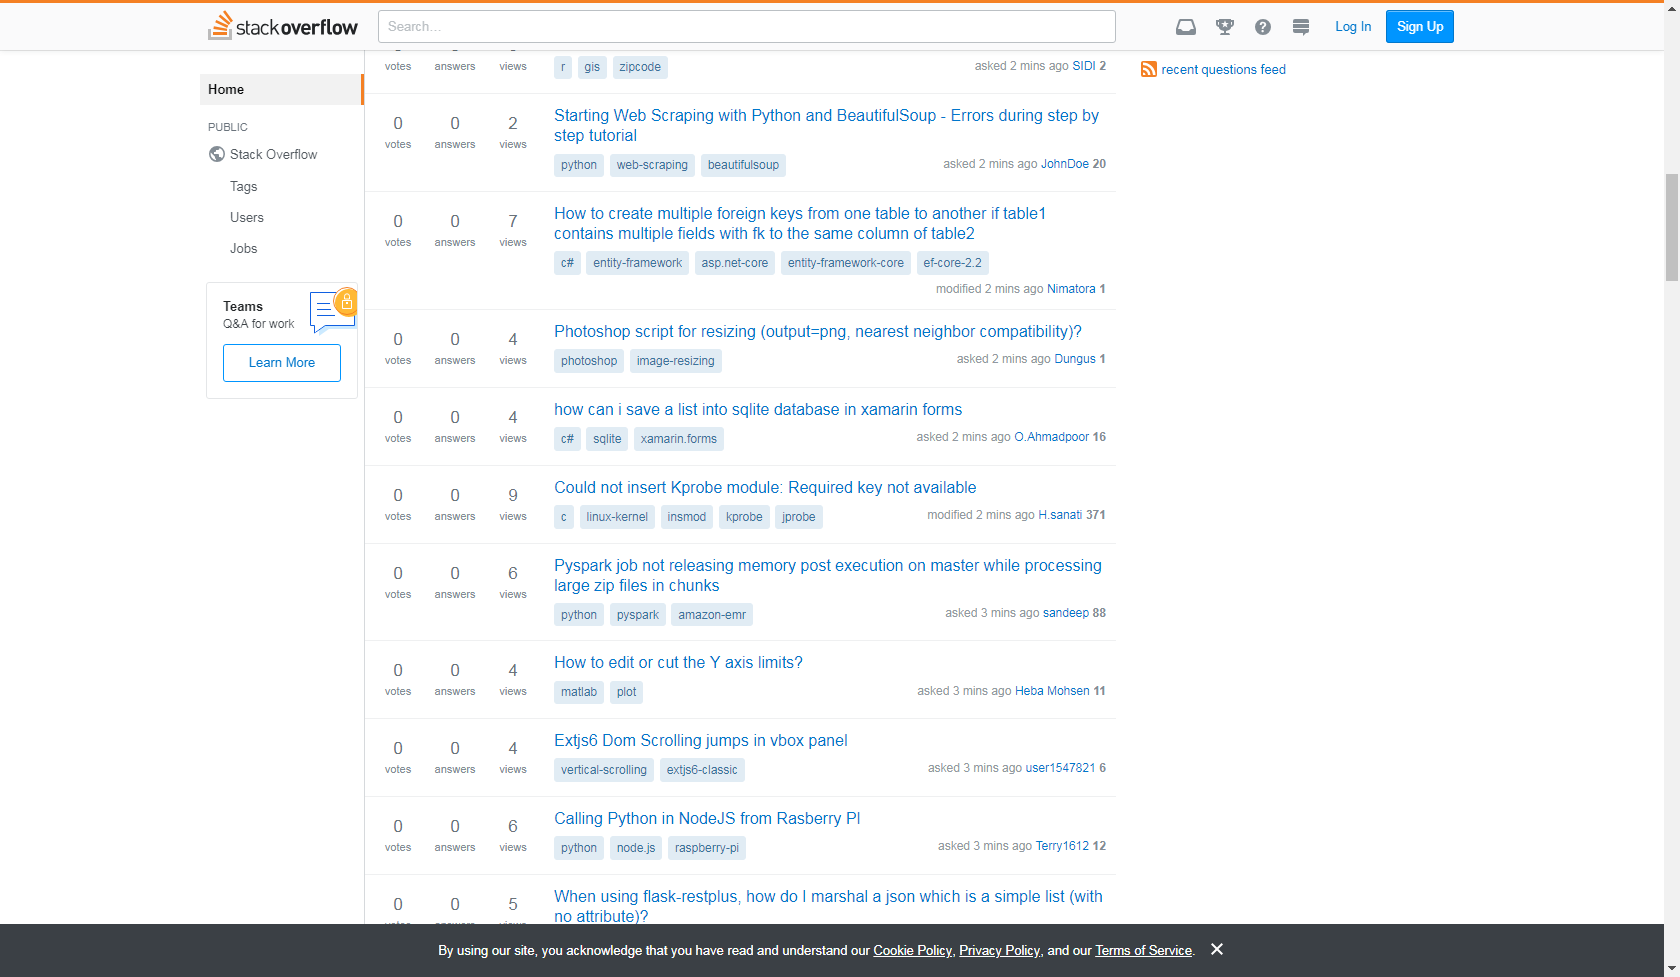 stackoverflow
Search...
Log In
Sign Up
Home
PUBLIC
Stack Overflow
Tags
Users
Jobs
Teams
Q&A for work
Learn More
votes answers views
r gis zipcode
asked 2 mins ago SIDI 2
0 votes 0 answers 2 views
Starting Web Scraping with Python and BeautifulSoup - Errors during step by
step tutorial
python web-scraping beautifulsoup
asked 2 mins ago JohnDoe 20
0 votes 0 answers 7 views
How to create multiple foreign keys from one table to another if table1
contains multiple fields with fk to the same column of table2
c# entity-framework asp.net-core entity-framework-core ef-core-2.2
modified 2 mins ago Nimatora 1
0 votes 0 answers 4 views
Photoshop script for resizing (output=png, nearest neighbor compatibility)?
photoshop image-resizing
asked 2 mins ago Dungus 1
0 votes 0 answers 4 views
how can i save a list into sqlite database in xamarin forms
c# sqlite xamarin.forms
asked 2 mins ago O.Ahmadpoor 16
0 votes 0 answers 9 views
Could not insert Kprobe module: Required key not available
c linux-kernel insmod kprobe jprobe
modified 2 mins ago H.sanati 371
0 votes 0 answers 6 views
Pyspark job not releasing memory post execution on master while processing
large zip files in chunks
python pyspark amazon-emr
asked 3 mins ago sandeep 88
0 votes 0 answers 4 views
How to edit or cut the Y axis limits?
matlab plot
asked 3 mins ago Heba Mohsen 11
0 votes 0 answers 4 views
Extjs6 Dom Scrolling jumps in vbox panel
vertical-scrolling extjs6-classic
asked 3 mins ago user1547821 6
0 votes 0 answers 6 views
Calling Python in NodeJS from Rasberry PI
python node.js raspberry-pi
asked 3 mins ago Terry1612 12
0 0 5
When using flask-restplus, how do I marshal a json which is a simple list (with
no attribute)?
recent questions feed
By using our site, you acknowledge that you have read and understand our Cookie Policy, Privacy Policy, and our Terms of Service.